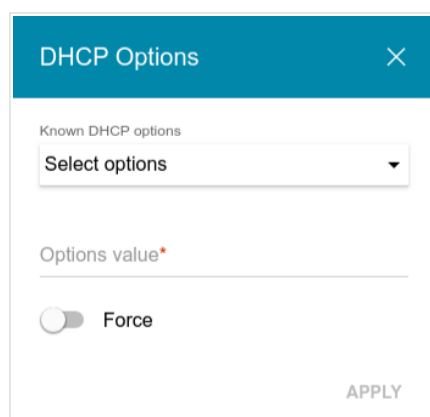 DHCP Options
Known DHCP options
Select options
Options value*
Force
APPLY